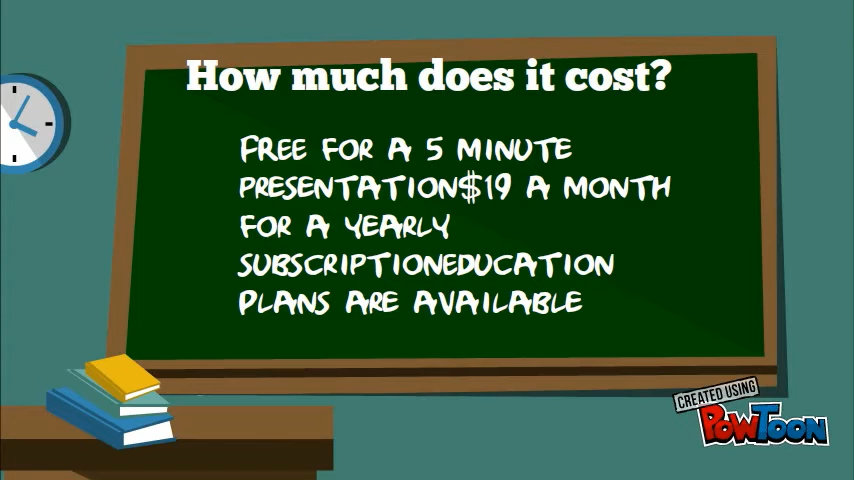 How much does it cost?
FREE FOR A 5 MINUTE
PRESENTATION$19 A MONTH
FOR A YEARLY
SUBSCRIPTIONEDUCATION
PLANS ARE AVAILABLE
CREATED USING
POWTOON